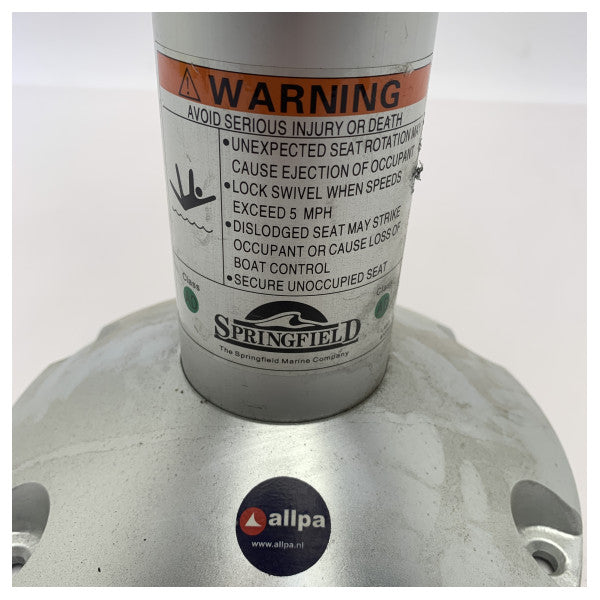 WARNING
AVOID SERIOUS INJURY OR DEATH
•UNEXPECTED SEAT ROTATION
CAUSE EJECTION OF OCCUPANT
•LOCK SWIVEL WHEN SPEEDS
EXCEED 5 MPH
•DISLODGED SEAT MAY STRIKE
OCCUPANT OR CAUSE LOSS OF
BOAT CONTROL
•SECURE UNOCCUPIED SEAT
Class
Class
SPRINGFIELD
The Springfield Marine Company
allpa
www.allpa.nl